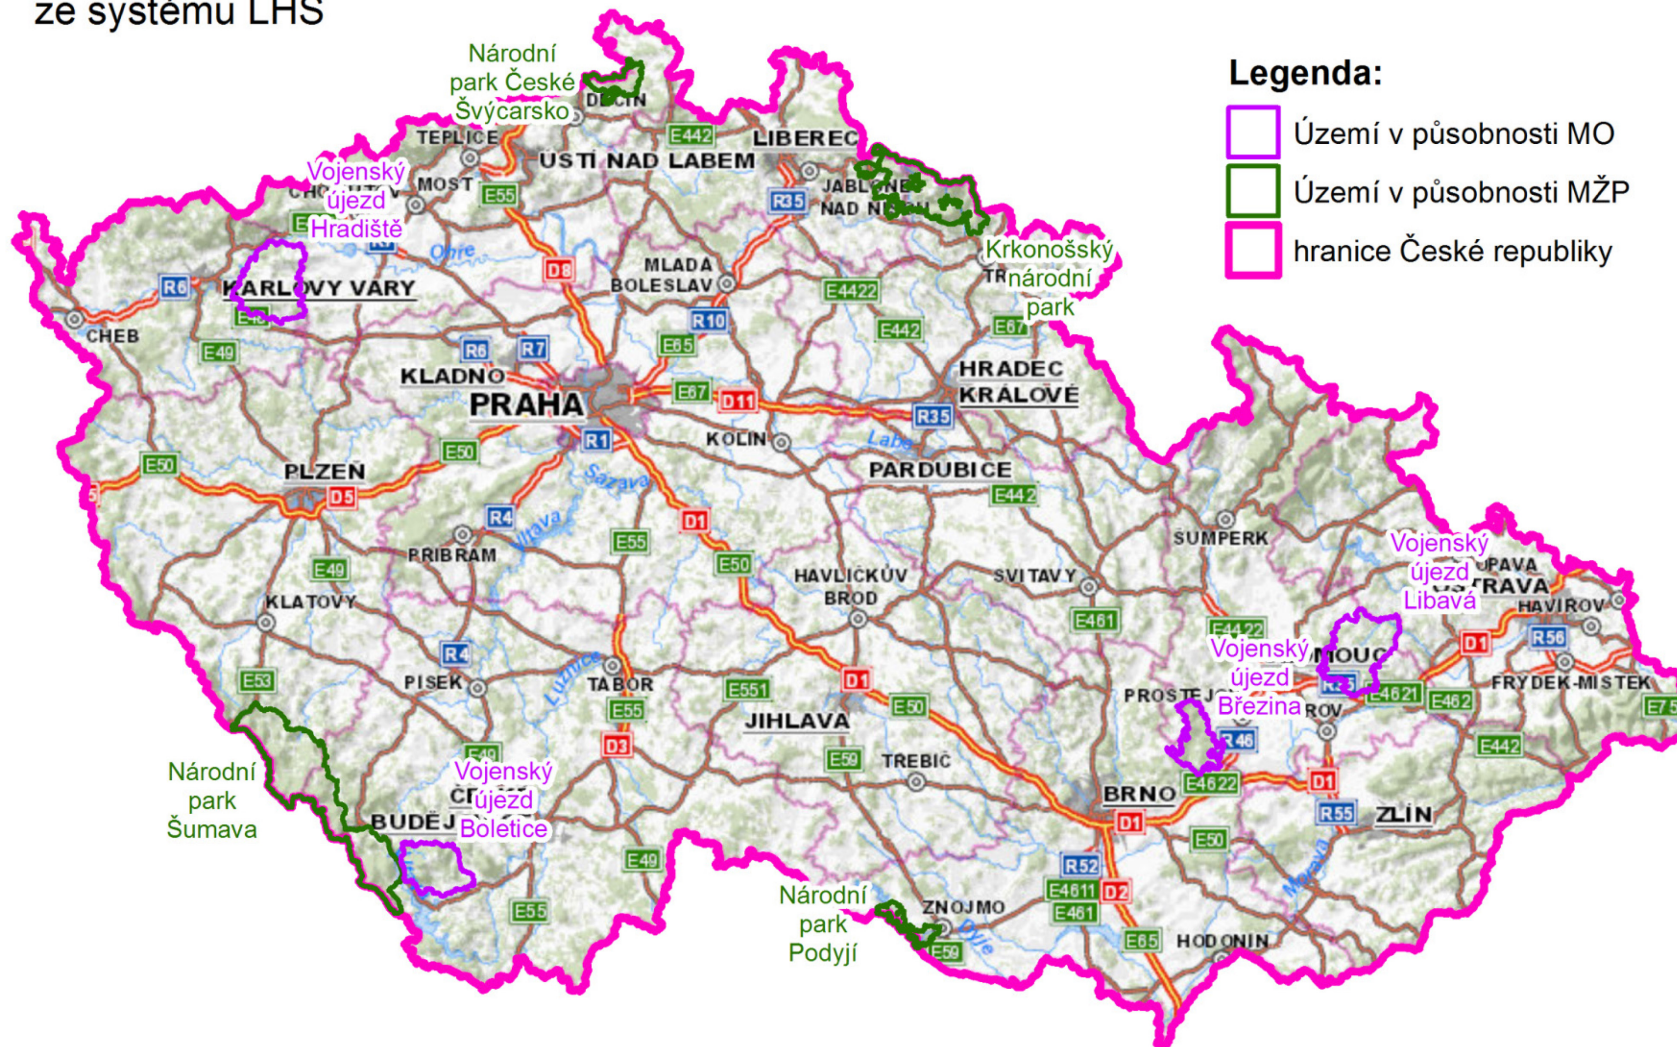 ze systému LHS
Legenda:
Území v působnosti MO
Území v působnosti MŽP
hranice České republiky
Národní
park České
Švýcarsko
DĚČÍN
TEPLICE
E442
LIBEREC
ÚSTÍ NAD LABEM
Vojenský
újezd
Hradiště
MOST
E55
R35
Krkonošský
národní
park
Ohře
D8
MLADÁ
BOLESLAV
E4422
R6
KARLOVY VARY
CHEB
E49
R10
E442
E67
R6
R7
E65
KLADNO
HRADEC
KRÁLOVÉ
PRAHA
E67
D11
R35
R1
KOLÍN
Labe
E50
E50
PLZEŇ
D5
Sázava
PARDUBICE
E442
R4
Vltava
D1
PŘÍBRAM
E55
E50
ŠUMPERK
E49
HAVLÍČKŮV
BROD
SVITAVY
Vojenský
újezd
Libavá
OPAVA
HAVÍŘOV
KLATOVY
E461
E4422
D1
R56
R4
PÍSEK
Lužnice
TÁBOR
E551
D1
E50
PROSTĚJOV
Vojenský
újezd
Březina
E4621
E462
FRÝDEK-MÍSTEK
E53
E55
JIHLAVA
D3
E59
TŘEBÍČ
R46
E442
Národní
park
Šumava
E49
Vojenský
újezd
Boletice
E4622
D1
BRNO
D1
R55
ZLÍN
E49
E50
R52
Morava
E4611
D2
E461
E55
Národní
park
Podyjí
ZNOJMO
Dyje
E59
E65
HODONÍN